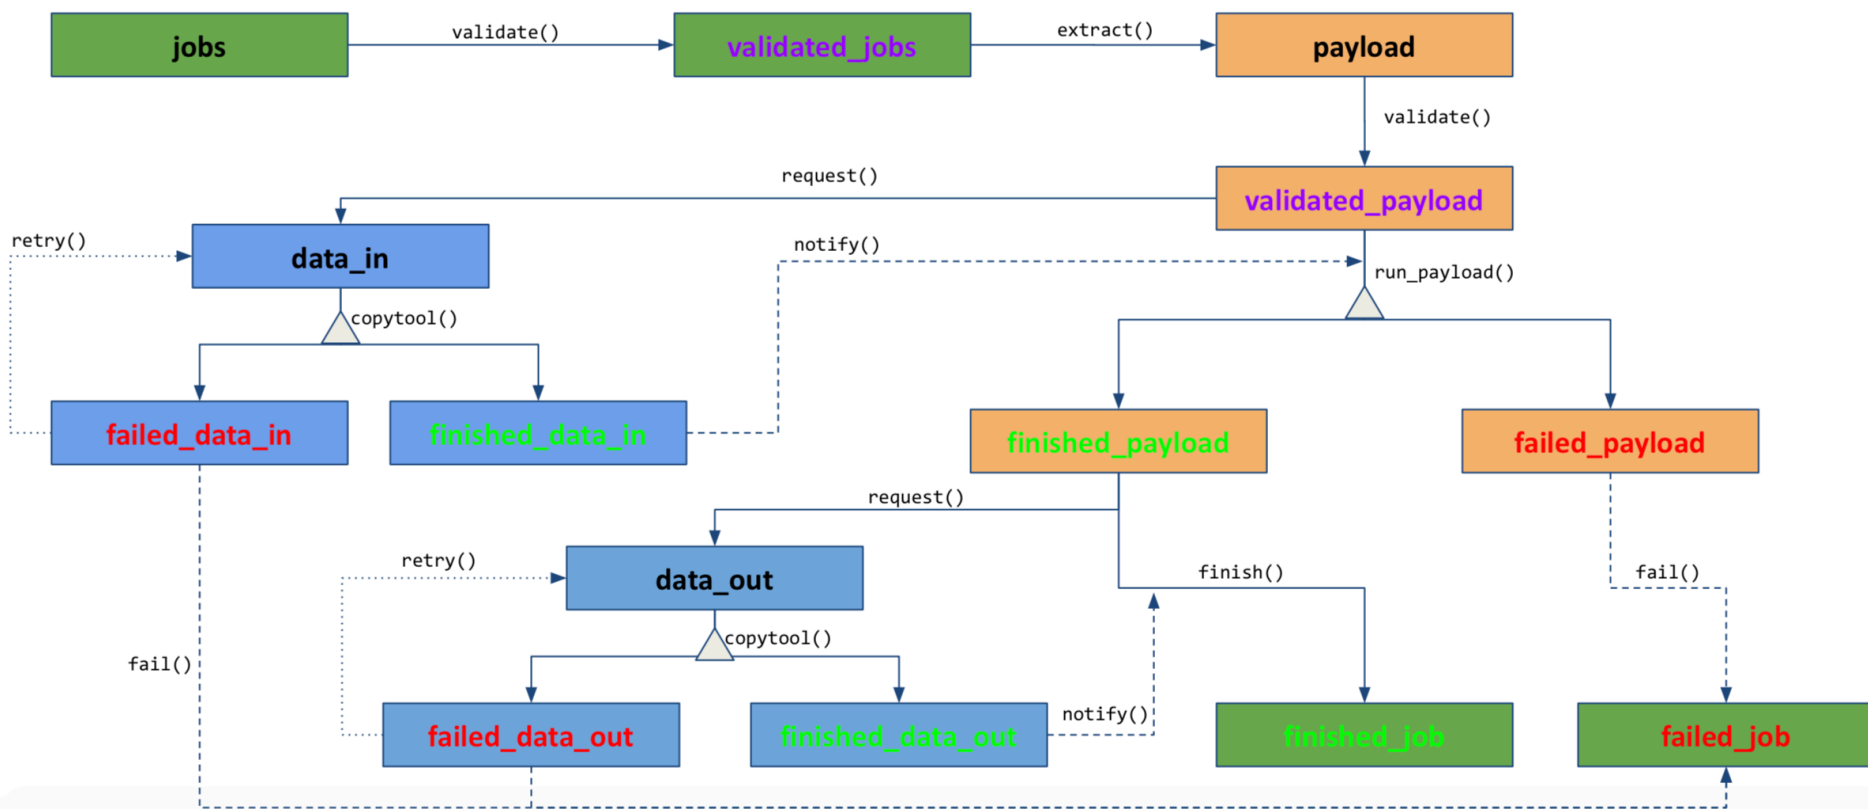 jobs
validate()
validated_jobs
extract()
payload
validate()
request()
validated_payload
retry()
data_in
notify()
run_payload()
copytool()
failed_data_in
finished_data_in
finished_payload
failed_payload
request()
retry()
data_out
finish()
fail()
copytool()
fail()
failed_data_out
finished_data_out
notify()
finished_job
failed_job